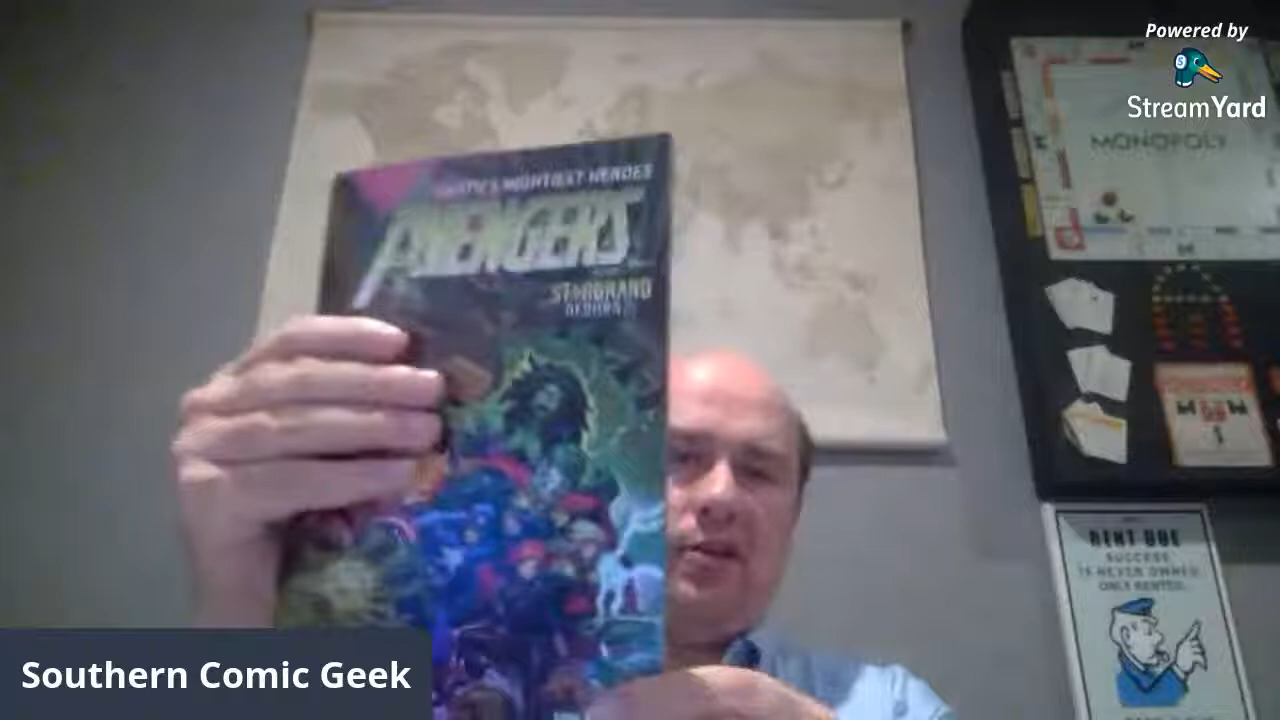 Powered by
StreamYard
MONOPOLY
MIGHTIEST HEROES
AVENGERS
STARBRAND
REBORN
RENT DUE
SUCCESS
IS NEVER OWNED.
ONLY RENTED...
Southern Comic Geek